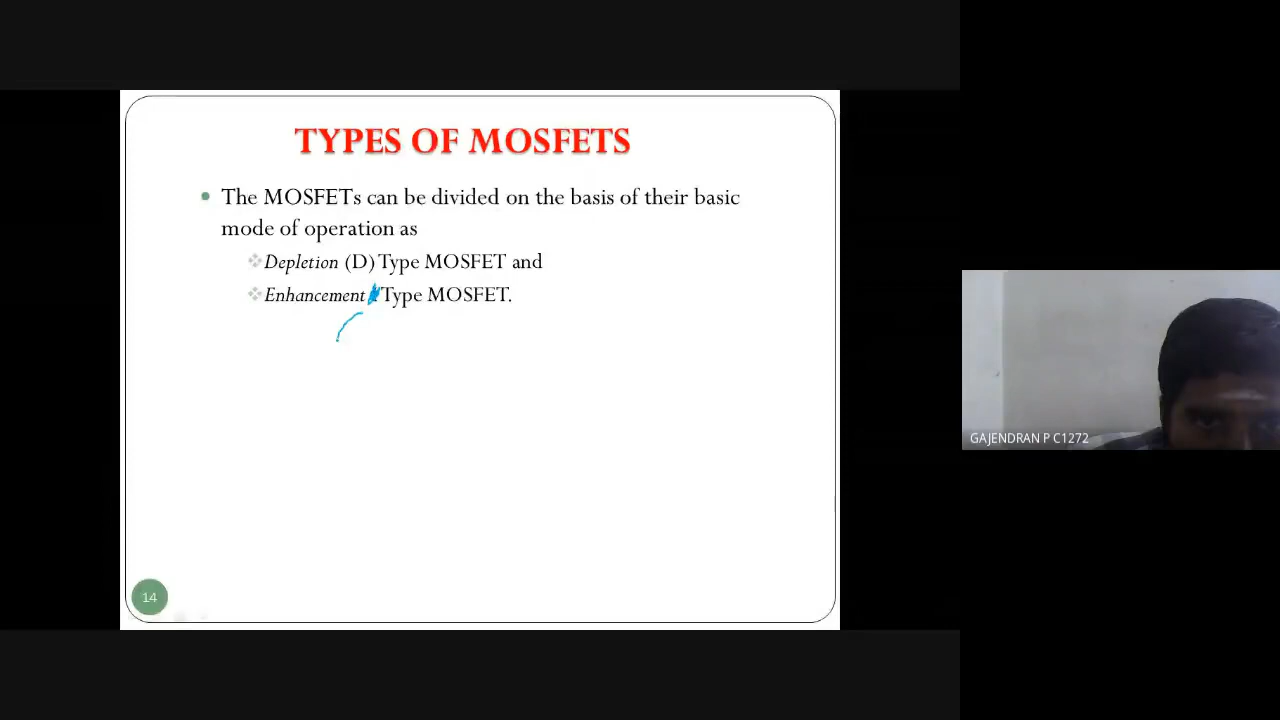 TYPES OF MOSFETS
The MOSFETs can be divided on the basis of their basic
mode of operation as
Depletion (D) Type MOSFET and
Enhancement Type MOSFET.
14
GAJENDRAN P C1272